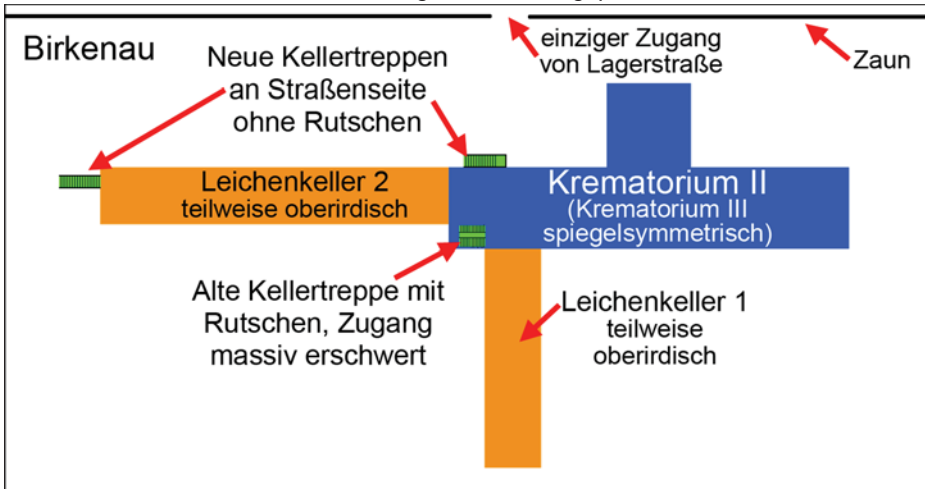 Birkenau
Neue Kellertreppen
an Straßenseite
ohne Rutschen
einziger Zugang
von Lagerstraße
Zaun
Leichenkeller 2
teilweise oberirdisch
Krematorium II
(Krematorium III
spiegelsymmetrisch)
Alte Kellertreppe mit
Rutschen, Zugang
massiv erschwert
Leichenkeller 1
teilweise
oberirdisch